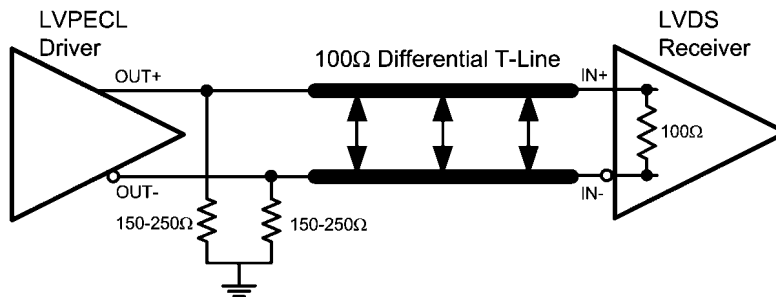 LVPECL
Driver
OUT+
OUT-
150-250Ω
150-250Ω
100Ω Differential T-Line
LVDS
Receiver
IN+
IN-
100Ω